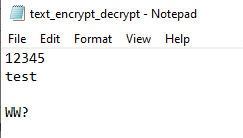 text_encrypt_decrypt - Notepad
File Edit Format View Help
12345
test
WW?